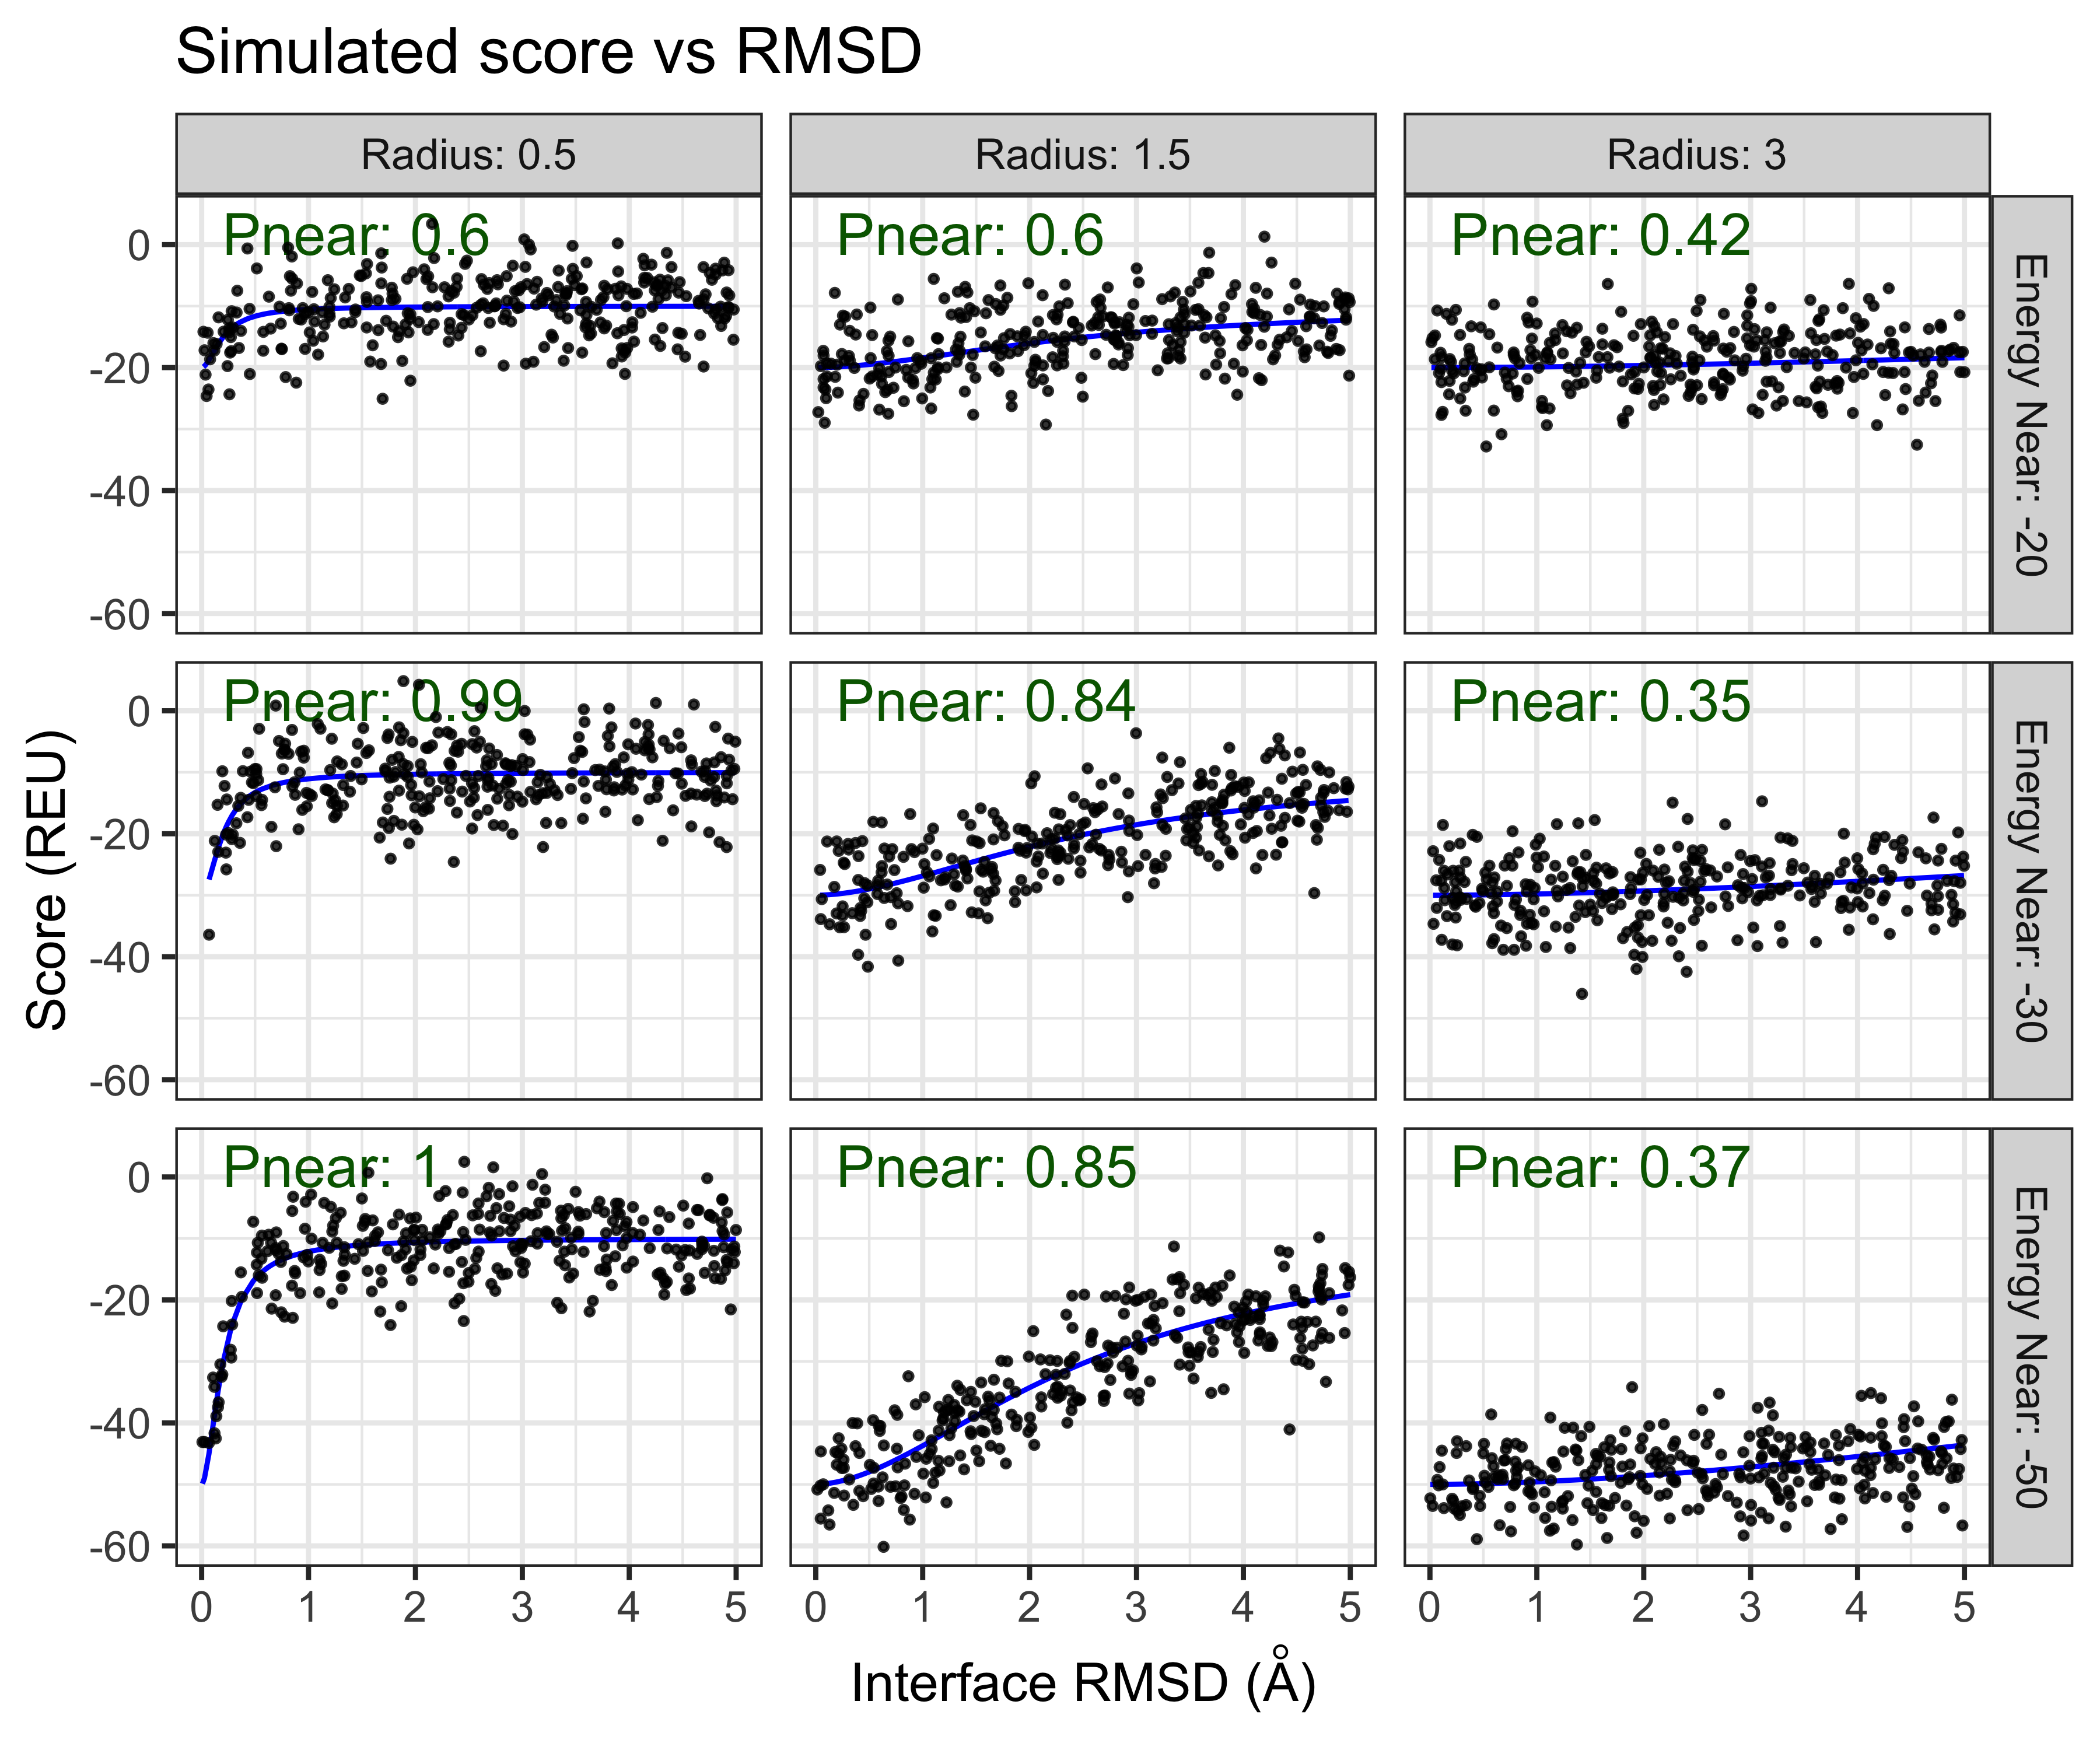 Simulated score vs RMSD
Radius: 0.5
Radius: 1.5
Radius: 3
Pnear: 0.6
Pnear: 0.6
Pnear: 0.42
Energy Near: -20
0
-20
-40
-60
Pnear: 0.99
Pnear: 0.84
Pnear: 0.35
Energy Near: -30
0
-20
-40
-60
Score (REU)
Pnear: 1
Pnear: 0.85
Pnear: 0.37
Energy Near: -50
0
-20
-40
-60
0 1 2 3 4 5
0 1 2 3 4 5
0 1 2 3 4 5
Interface RMSD (Å)